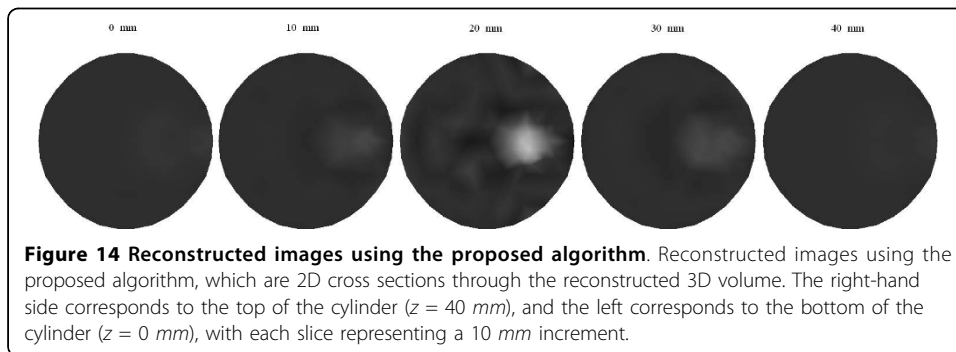 0 mm 10 mm 20 mm 30 mm 40 mm
Figure 14 Reconstructed images using the proposed algorithm. Reconstructed images using the
proposed algorithm, which are 2D cross sections through the reconstructed 3D volume. The right-hand
side corresponds to the top of the cylinder (z = 40 mm), and the left corresponds to the bottom of the
cylinder (z = 0 mm), with each slice representing a 10 mm increment.